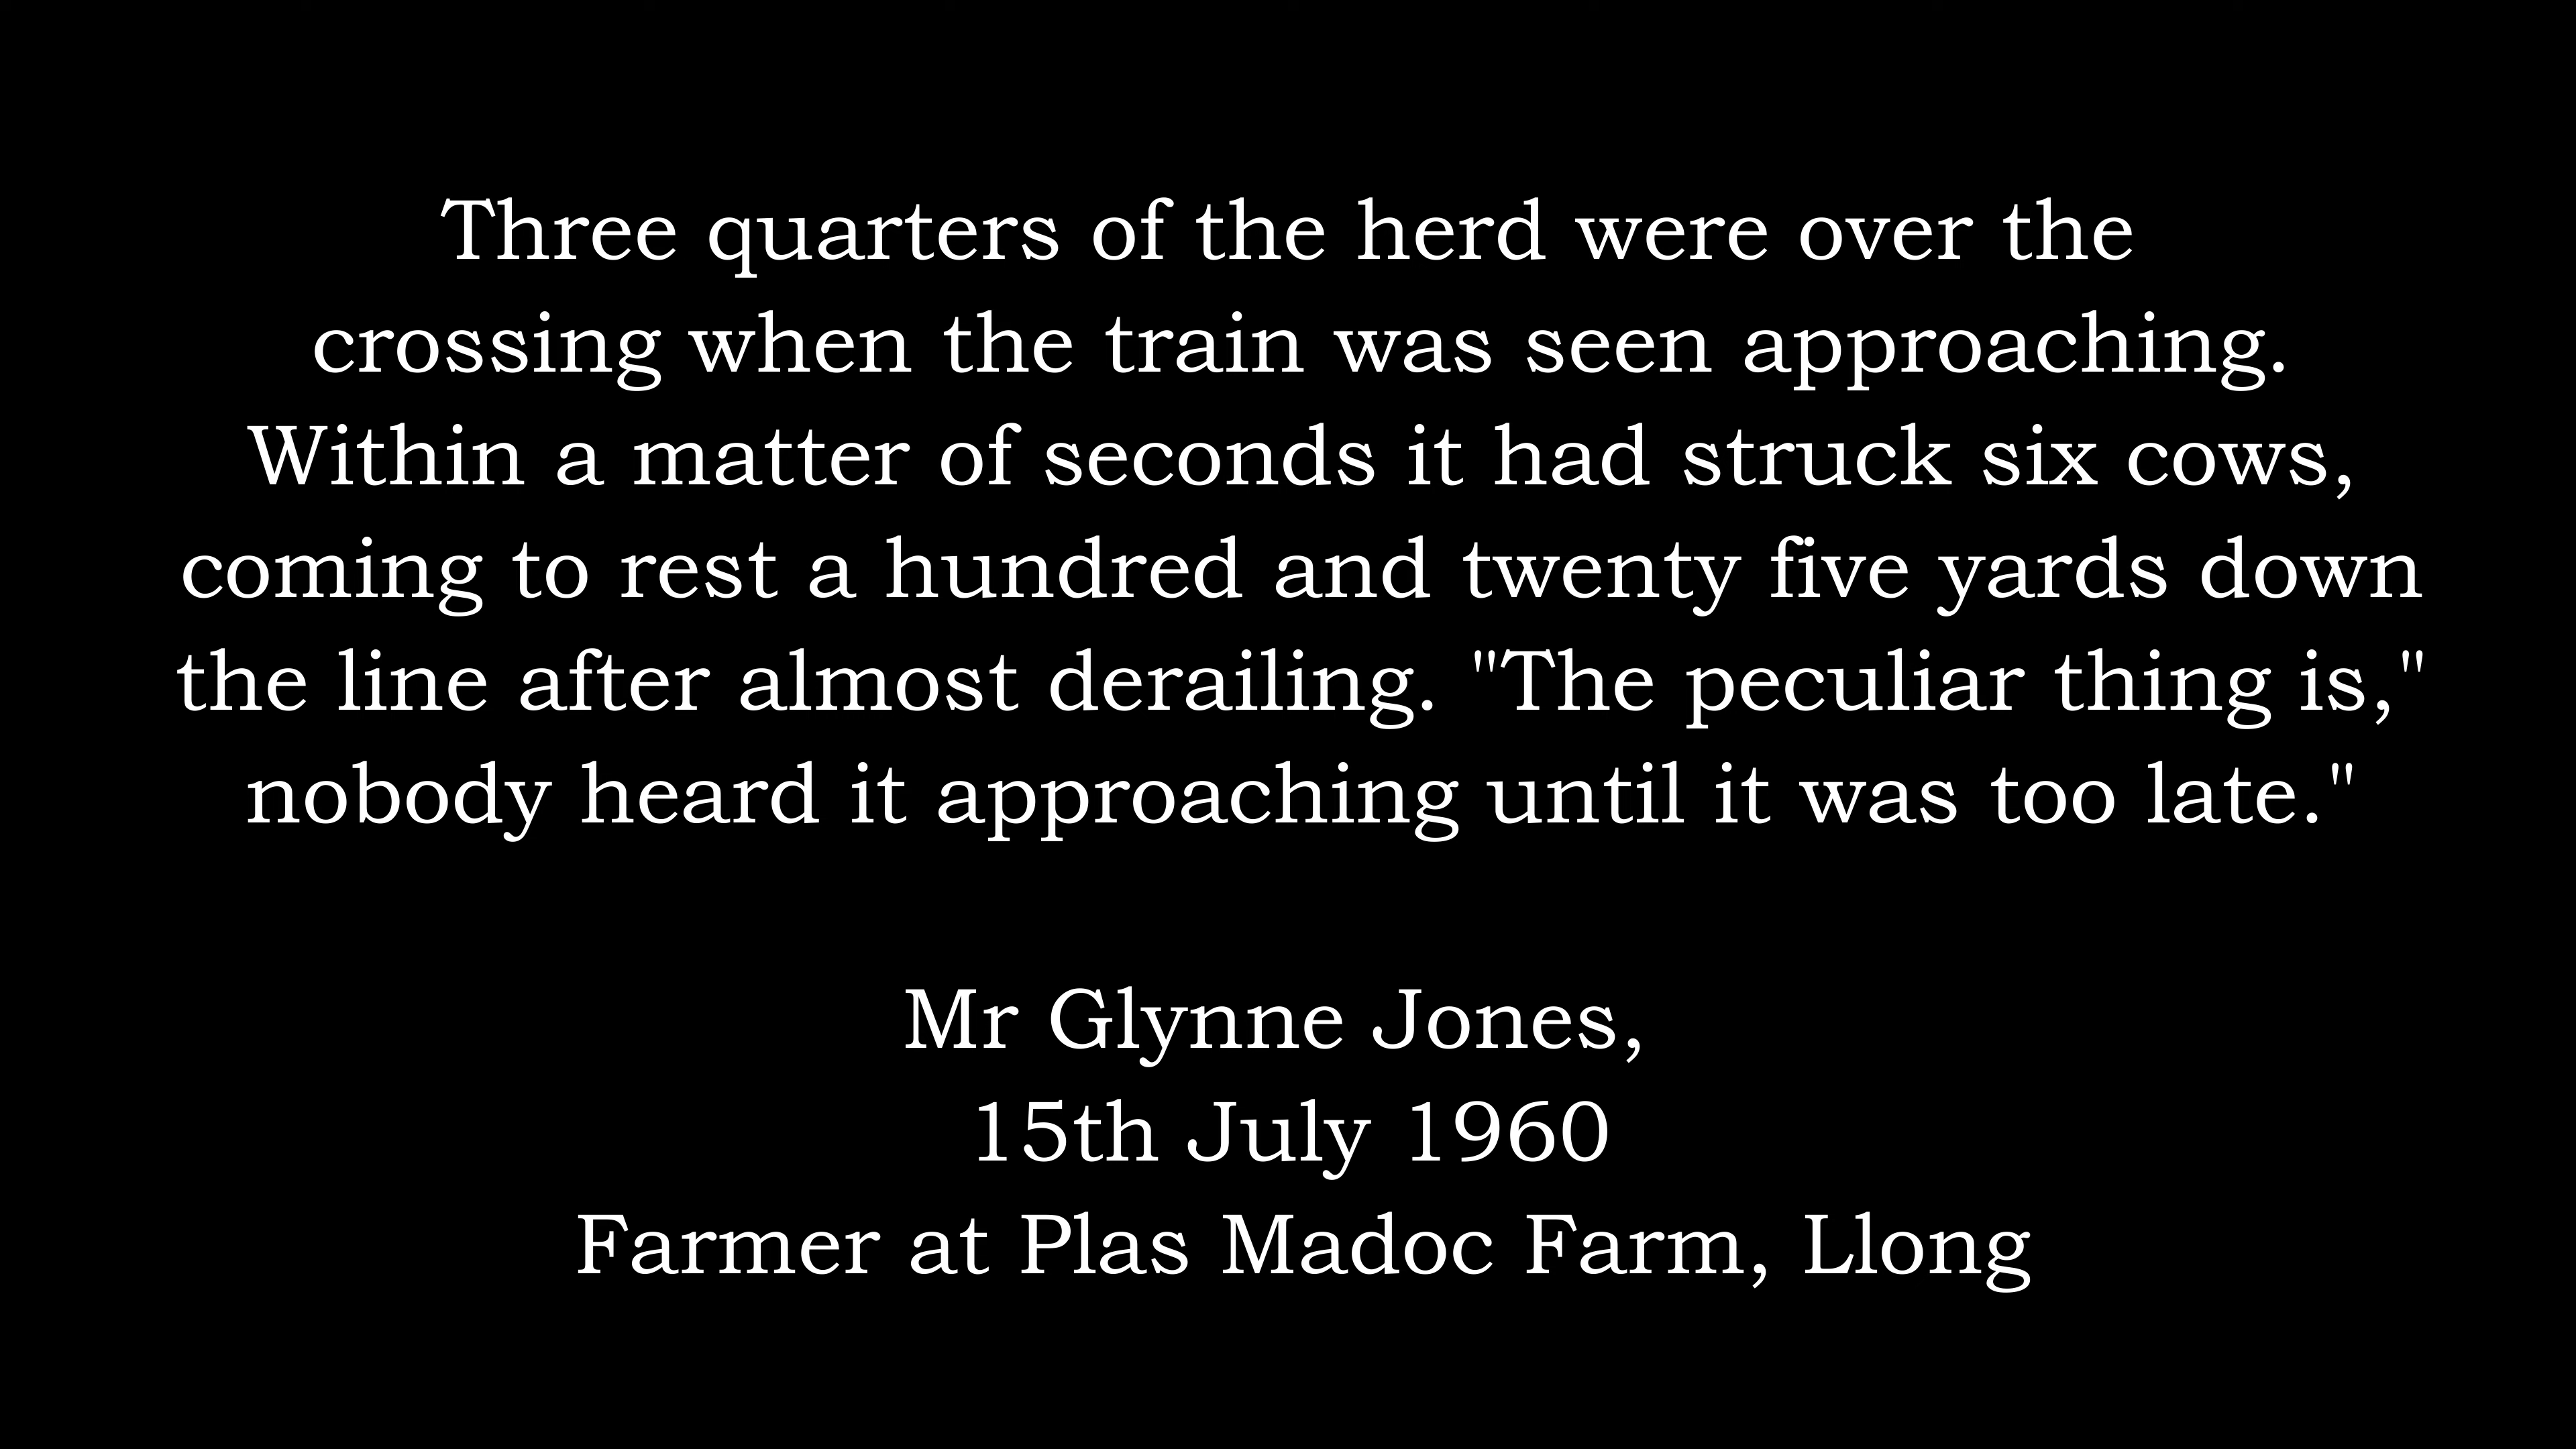 Three quarters of the herd were over the
crossing when the train was seen approaching.
Within a matter of seconds it had struck six cows,
coming to rest a hundred and twenty five yards down
the line after almost derailing. "The peculiar thing is,"
nobody heard it approaching until it was too late."
Mr Glynne Jones,
15th July 1960
Farmer at Plas Madoc Farm, Llong